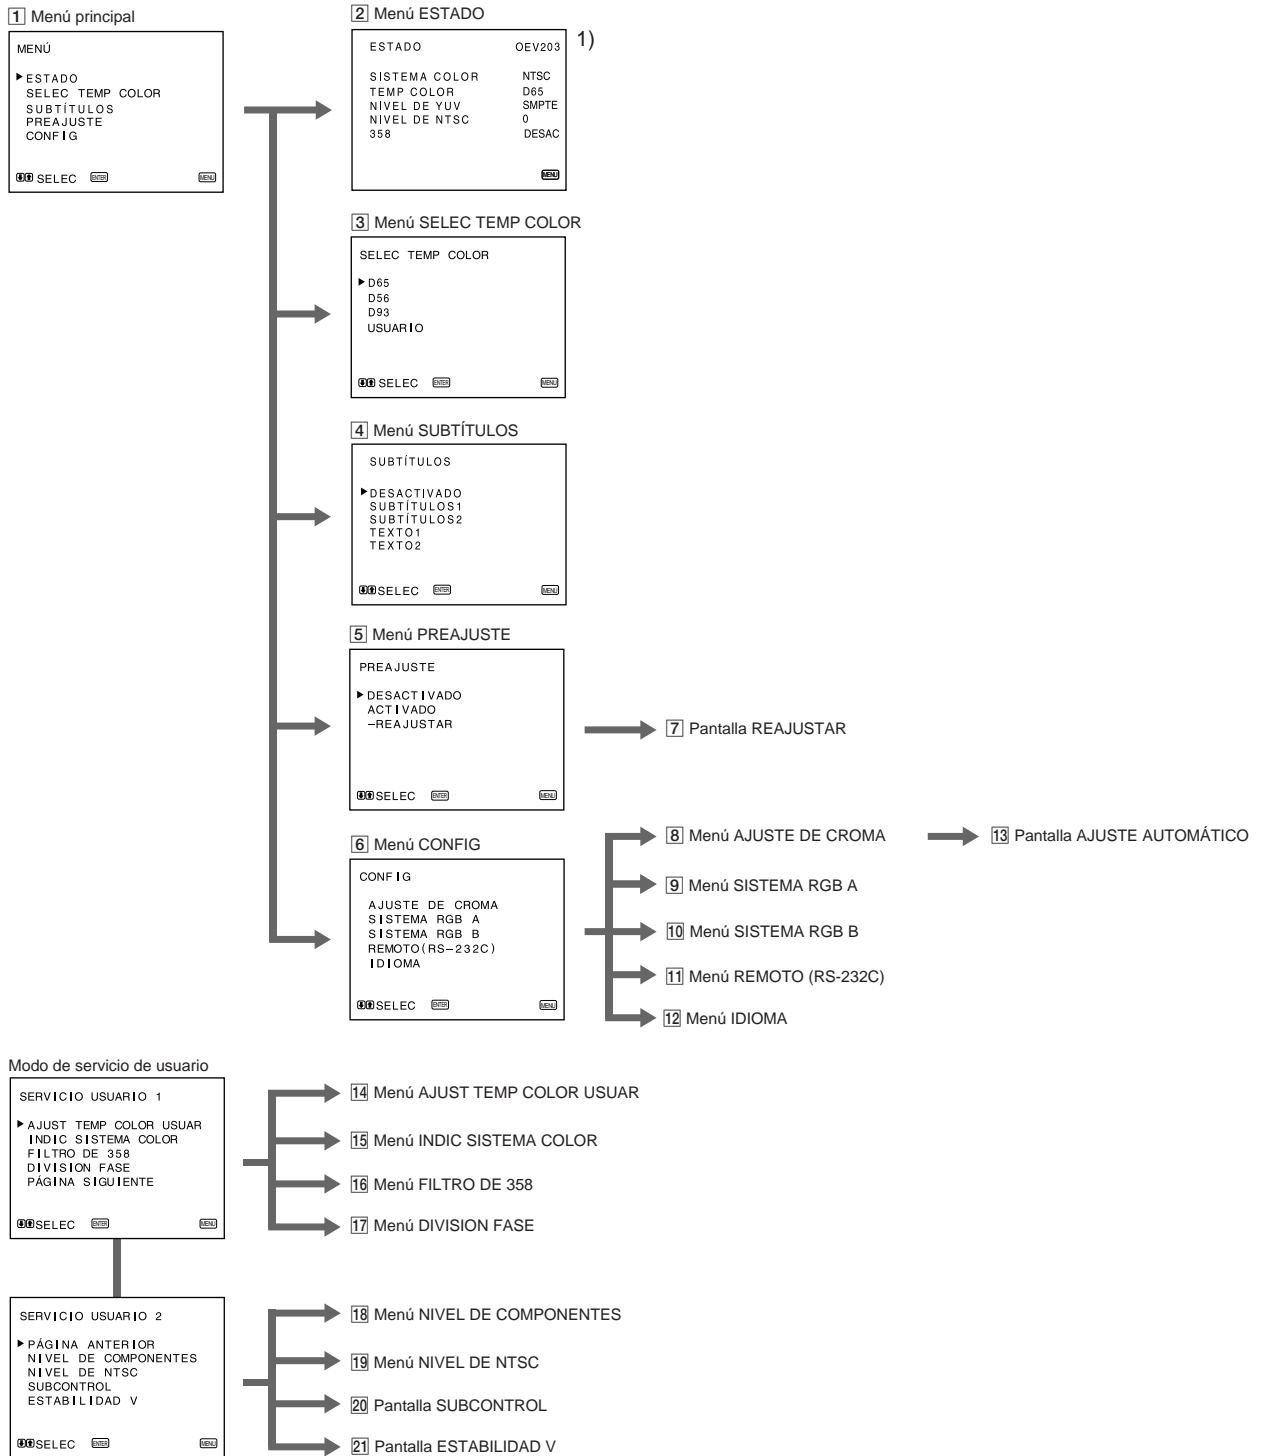 1 Menú principal
MENÚ
ESTADO
SELEC TEMP COLOR
SUBTÍTULOS
PREAJUSTE
CONFIG
SELEC ENTER MENU
2 Menú ESTADO
1)
ESTADO OEV203
SISTEMA COLOR NTSC
TEMP COLOR D65
NIVEL DE YUV SMPTE
NIVEL DE NTSC 0
358 DESAC
MENU
3 Menú SELEC TEMP COLOR
SELEC TEMP COLOR
D65
D56
D93
USUARIO
SELEC ENTER MENU
4 Menú SUBTÍTULOS
SUBTÍTULOS
DESACTIVADO
SUBTÍTULOS1
SUBTÍTULOS2
TEXTO1
TEXTO2
SELEC ENTER MENU
5 Menú PREAJUSTE
PREAJUSTE
DESACTIVADO
ACTIVADO
–REAJUSTAR
SELEC ENTER MENU
7 Pantalla REAJUSTAR
6 Menú CONFIG
CONFIG
AJUSTE DE CROMA
SISTEMA RGB A
SISTEMA RGB B
REMOTO(RS–232C)
IDIOMA
SELEC ENTER MENU
8 Menú AJUSTE DE CROMA
13 Pantalla AJUSTE AUTOMÁTICO
9 Menú SISTEMA RGB A
10 Menú SISTEMA RGB B
11 Menú REMOTO (RS-232C)
12 Menú IDIOMA
Modo de servicio de usuario
SERVICIO USUARIO 1
AJUST TEMP COLOR USUAR
INDIC SISTEMA COLOR
FILTRO DE 358
DIVISION FASE
PÁGINA SIGUIENTE
SELEC ENTER MENU
14 Menú AJUST TEMP COLOR USUAR
15 Menú INDIC SISTEMA COLOR
16 Menú FILTRO DE 358
17 Menú DIVISION FASE
SERVICIO USUARIO 2
PÁGINA ANTERIOR
NIVEL DE COMPONENTES
NIVEL DE NTSC
SUBCONTROL
ESTABILIDAD V
SELEC ENTER MENU
18 Menú NIVEL DE COMPONENTES
19 Menú NIVEL DE NTSC
20 Pantalla SUBCONTROL
21 Pantalla ESTABILIDAD V